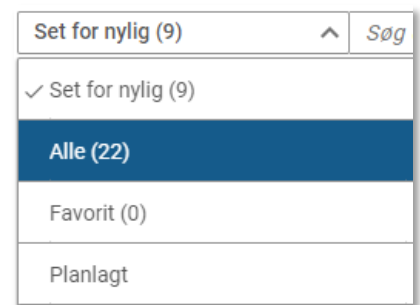 Set for nylig (9) Søg
Set for nylig (9)
Alle (22)
Favorit (0)
Planlagt